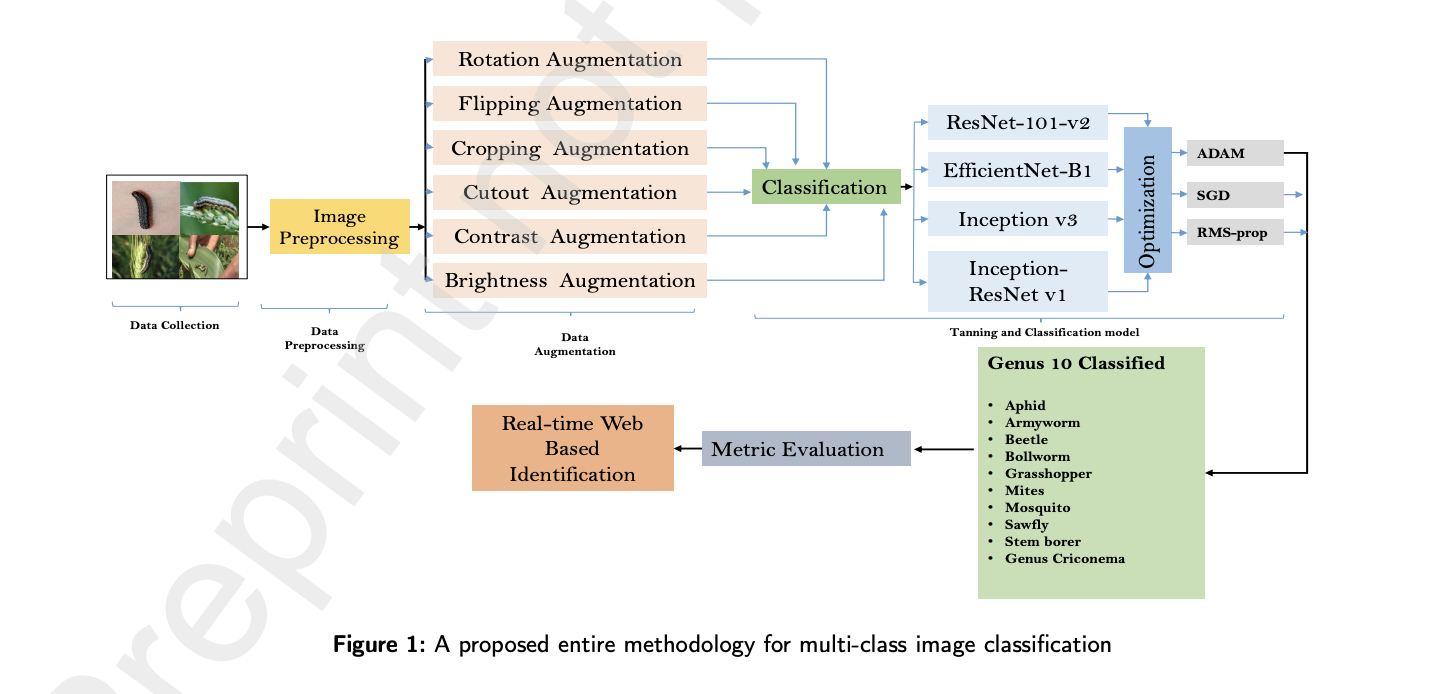 Rotation Augmentation
Flipping Augmentation
Cropping Augmentation
Cutout Augmentation
Contrast Augmentation
Brightness Augmentation
Image
Preprocessing
Classification
ResNet-101-v2
EfficientNet-B1
Inception v3
Inception-
ResNet v1
Optimization
ADAM
SGD
RMS-prop
Data Collection
Data
Preprocessing
Data
Augmentation
Tanning and Classification model
Genus 10 Classified
• Aphid
• Armyworm
• Beetle
• Bollworm
• Grasshopper
• Mites
• Mosquito
• Sawfly
• Stem borer
• Genus Criconema
Metric Evaluation
Real-time Web
Based
Identification
Figure 1: A proposed entire methodology for multi-class image classification
Preprint not